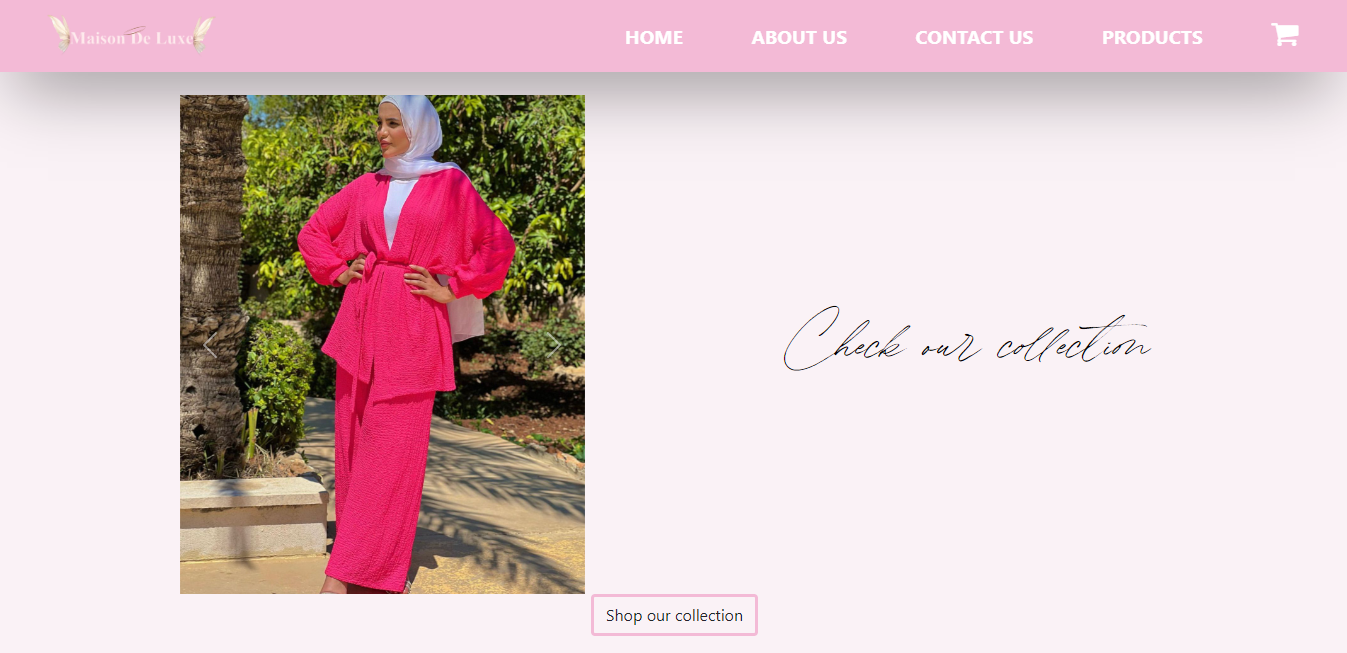 Maison De Luxe
HOME
ABOUT US
CONTACT US
PRODUCTS
Check our collection
Shop our collection